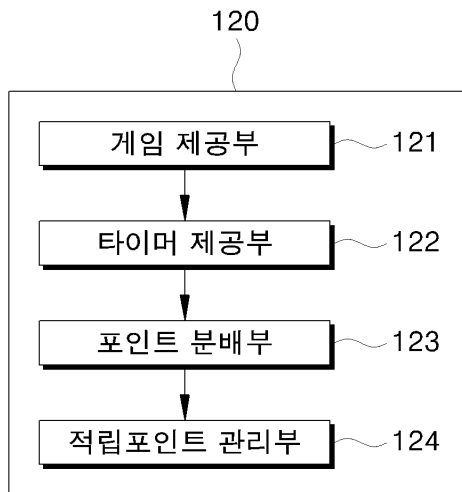 120
게임 제공부 121
타이머 제공부 122
포인트 분배부 123
적립포인트 관리부 124